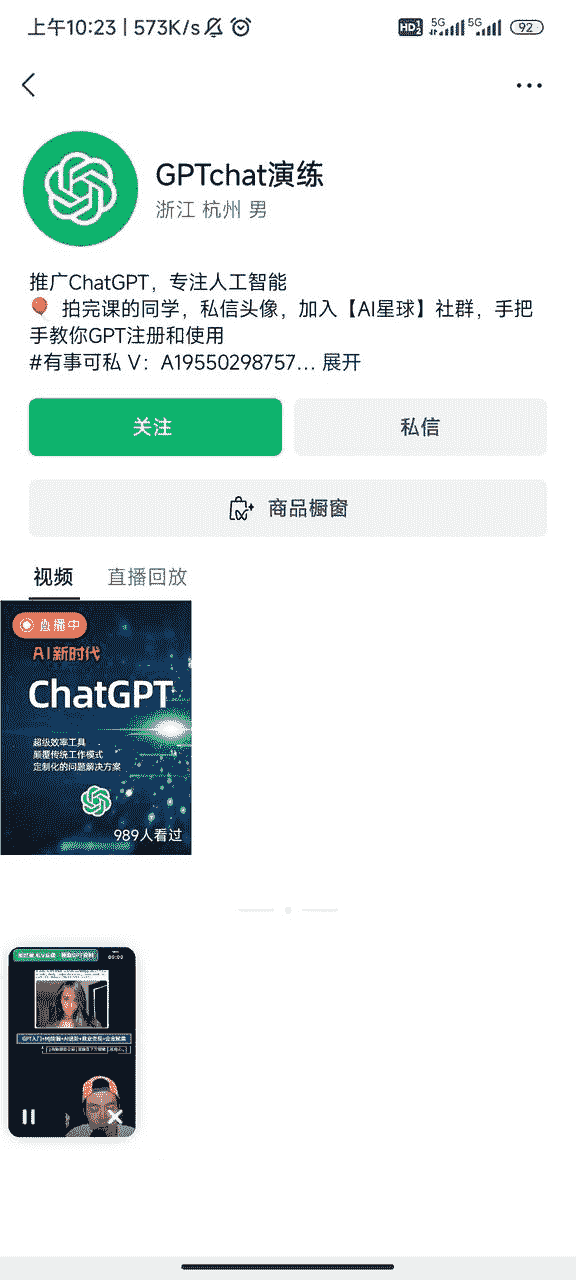 上午10:23 | 573K/s
HD 1 2 5G 5G 92
GPTchat演练
浙江 杭州 男
推广ChatGPT，专注人工智能
🎈 拍完课的同学，私信头像，加入【AI星球】社群，手把
手教你GPT注册和使用
#有事可私 V：A19550298757... 展开
关注
私信
商品橱窗
视频
直播回放
直播中
AI新时代
ChatGPT
超级效率工具
颠覆传统工作模式
定制化的问题解决方案
989人看过